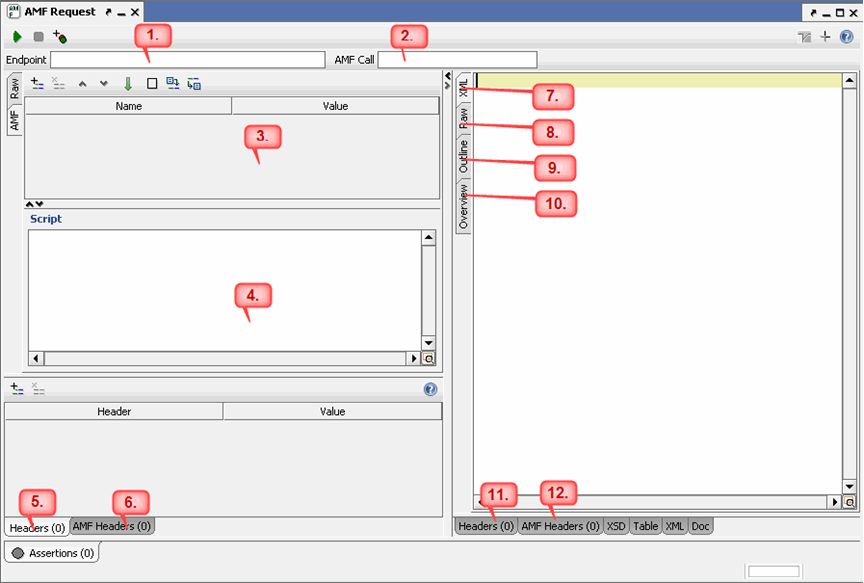 AMF Request
1.
2.
Endpoint
AMF Call
Raw
AMF
Name Value
3.
Script
4.
Header Value
5.
6.
Headers (0) AMF Headers (0)
XML
Raw
Outline
Overview
7.
8.
9.
10.
11.
12.
Headers (0) AMF Headers (0) XSD Table XML Doc
Assertions (0)